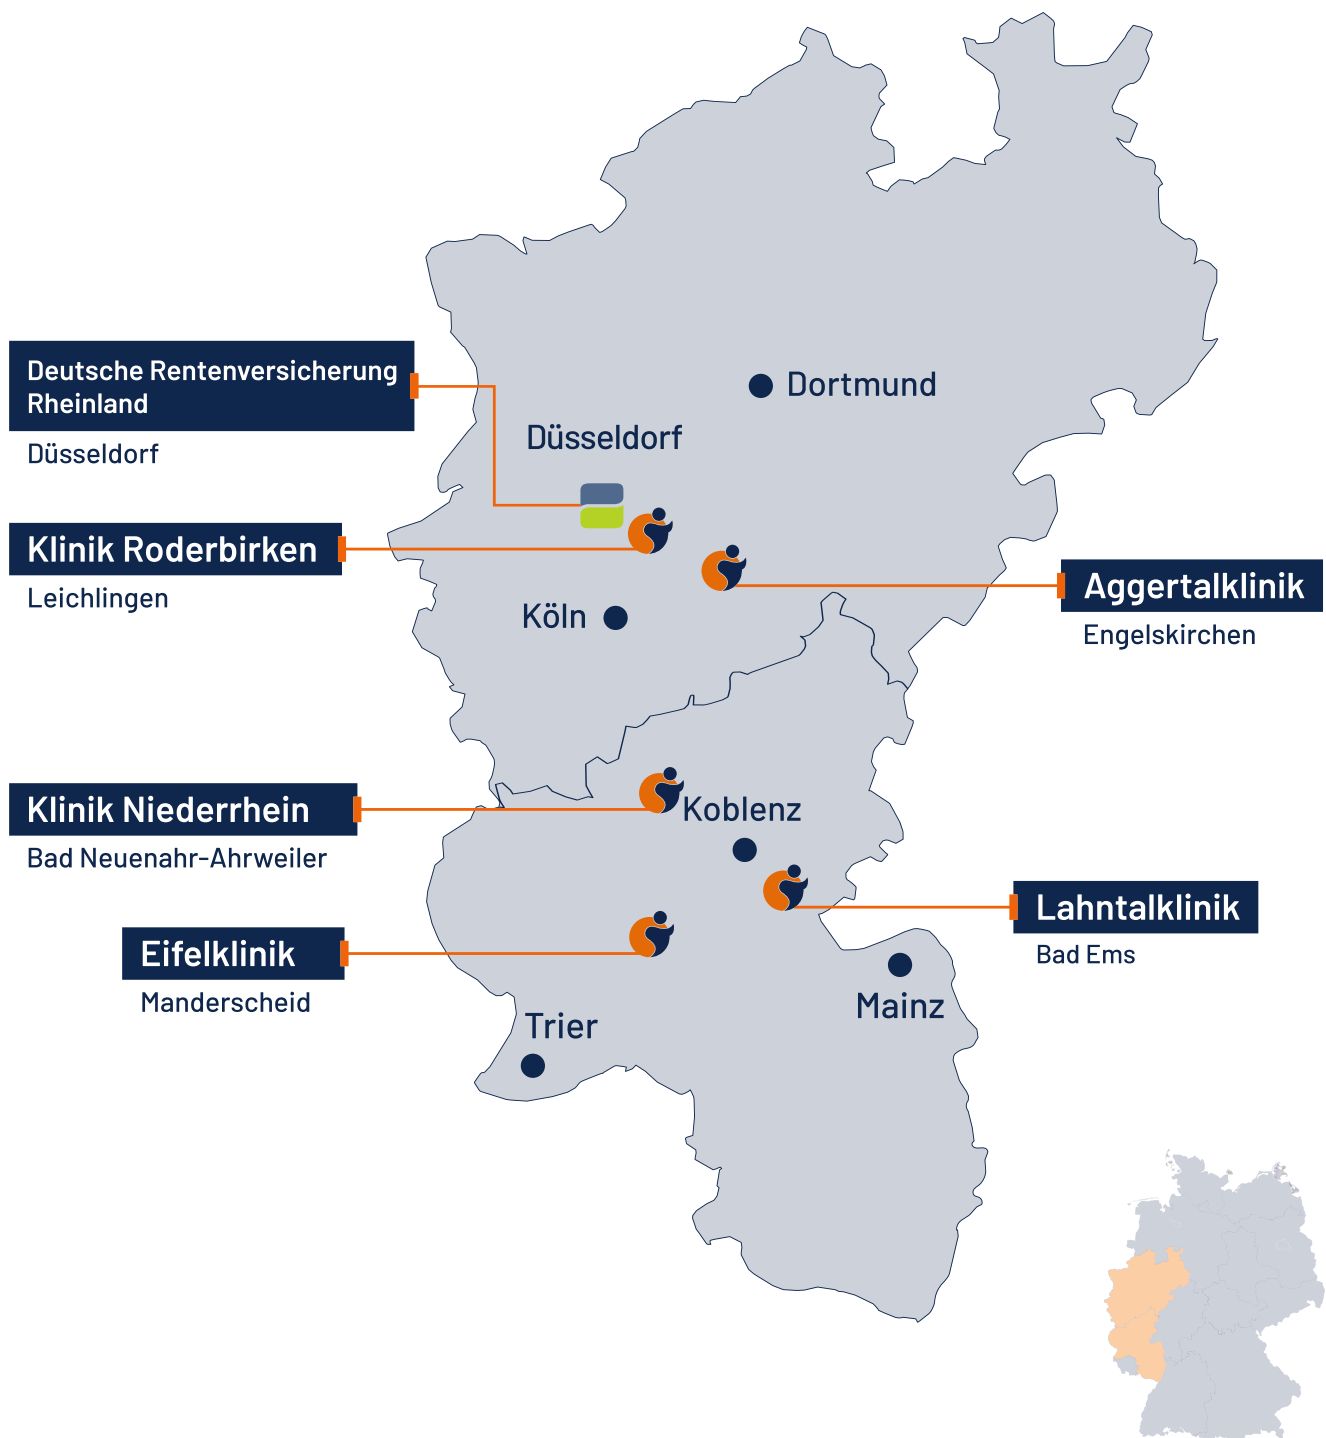 Deutsche Rentenversicherung
Rheinland
Düsseldorf
Dortmund
Düsseldorf
Klinik Roderbirken
Leichlingen
Aggertalklinik
Engelskirchen
Köln
Klinik Niederrhein
Bad Neuenahr-Ahrweiler
Koblenz
Lahntalklinik
Bad Ems
Eifelklinik
Manderscheid
Mainz
Trier